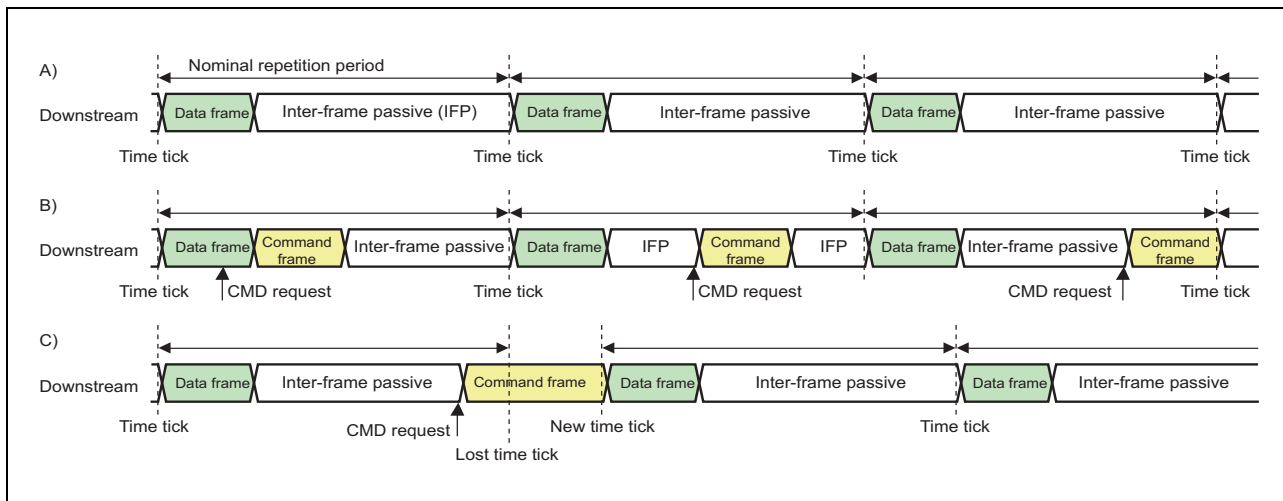 A)
Nominal repetition period
Downstream
Data frame
Inter-frame passive (IFP)
Data frame
Inter-frame passive
Data frame
Inter-frame passive
Time tick
Time tick
Time tick
Time tick
B)
Downstream
Data frame
Command
frame
Inter-frame passive
Data frame
IFP
Command
frame
IFP
Data frame
Inter-frame passive
Command
frame
Time tick
CMD request
Time tick
CMD request
CMD request
Time tick
C)
Downstream
Data frame
Inter-frame passive
Command frame
Data frame
Inter-frame passive
Data frame
Inter-frame passive
Time tick
CMD request
New time tick
Time tick
Lost time tick